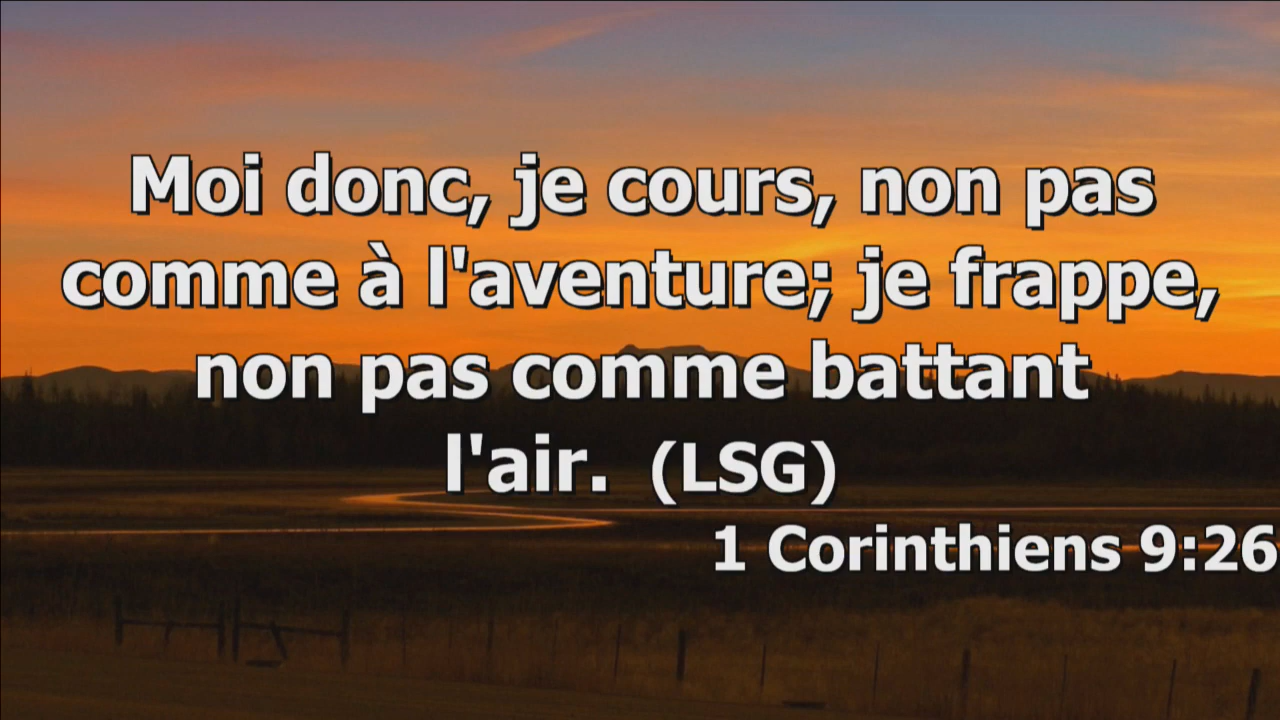 Moi donc, je cours, non pas
comme à l'aventure; je frappe,
non pas comme battant
l'air. (LSG)
1 Corinthiens 9:26